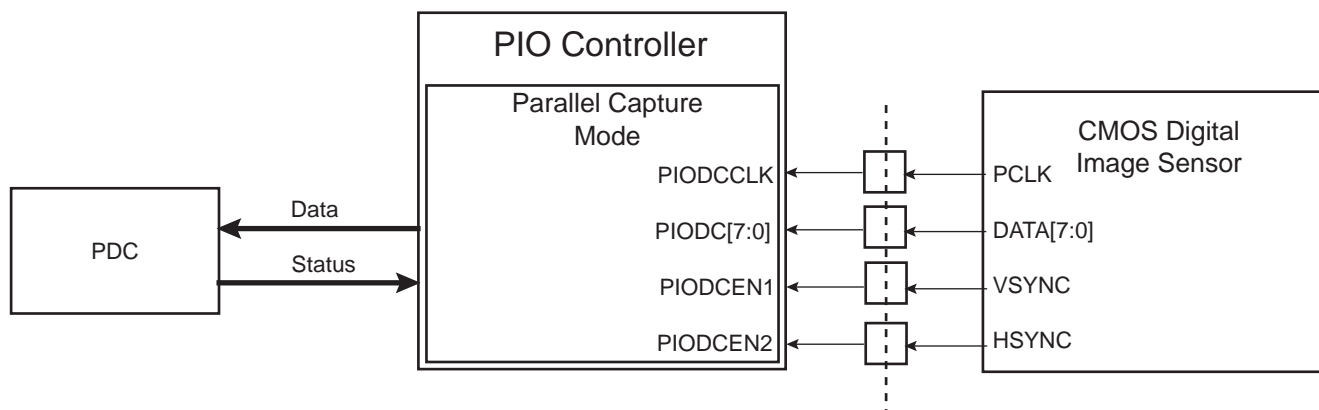 PIO Controller
Parallel Capture
Mode
CMOS Digital
Image Sensor
PIODCCLK
PCLK
Data
PIODC[7:0]
DATA[7:0]
PDC
Status
PIODCEN1
VSYNC
PIODCEN2
HSYNC